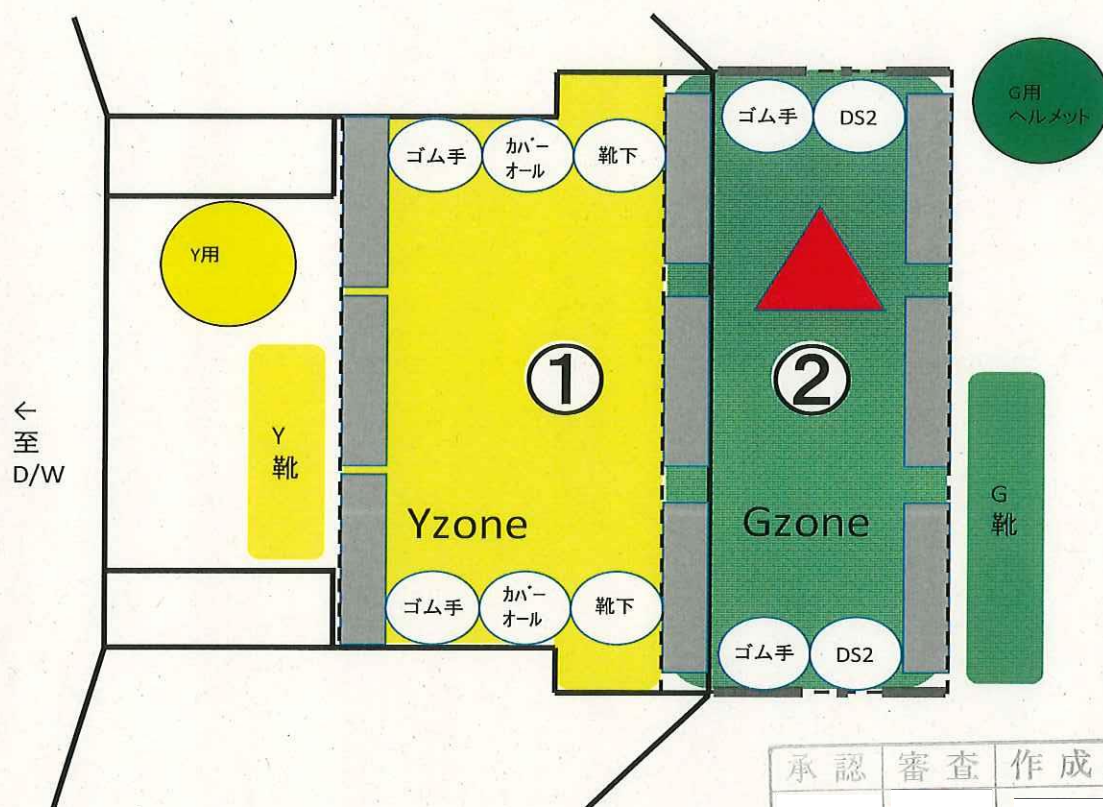 G用
ヘルメット
ゴム手
DS2
ゴム手
カバー
オール
靴下
Y用
①
②
←
至
D/W
Y
靴
G
靴
Yzone
Gzone
ゴム手
カバー
オール
靴下
ゴム手
DS2
承認 審査 作成